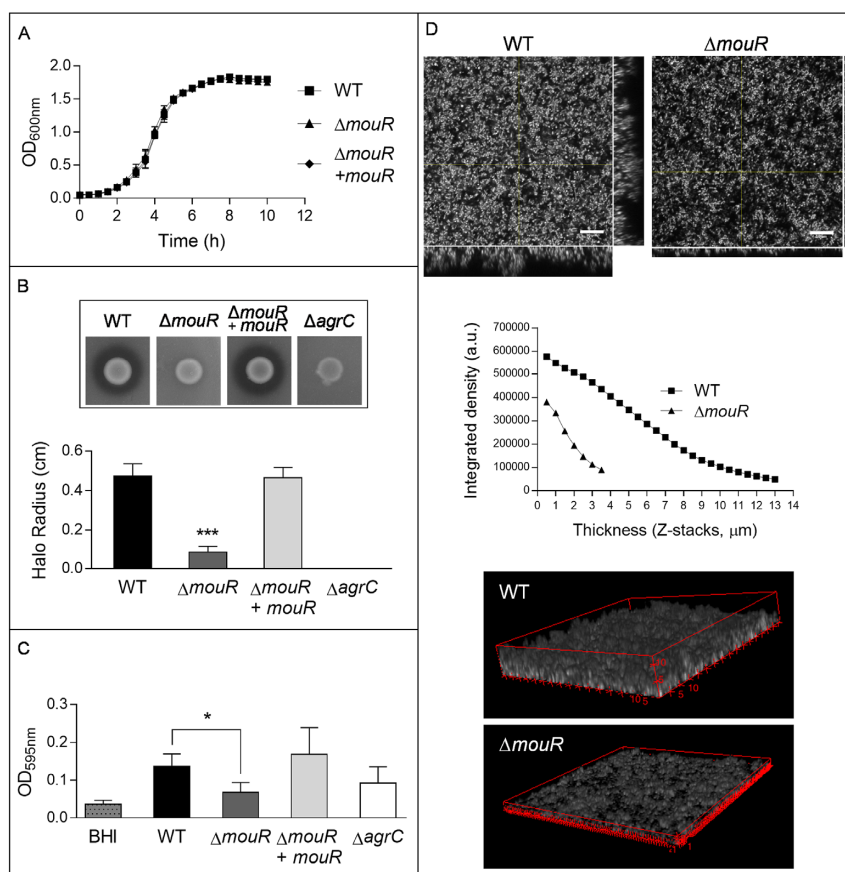 A
2.0
1.5
1.0
0.5
0.0
OD600nm
0 2 4 6 8 10 12
Time (h)
WT
ΔmouR
ΔmouR
+mouR
B
WT ΔmouR ΔmouR + mouR ΔagrC
0.6
0.4
0.2
0.0
Halo Radius (cm)
***
WT ΔmouR ΔmouR ΔagrC
+ mouR
C
0.3
0.2
0.1
0.0
OD595nm
*
BHI WT ΔmouR ΔmouR ΔagrC
+ mouR
D
WT ΔmouR
700000
600000
500000
400000
300000
200000
100000
0
Integrated density (a.u.)
WT
ΔmouR
0 1 2 3 4 5 6 7 8 9 10 11 12 13 14
Thickness (Z-stacks, μm)
WT
ΔmouR